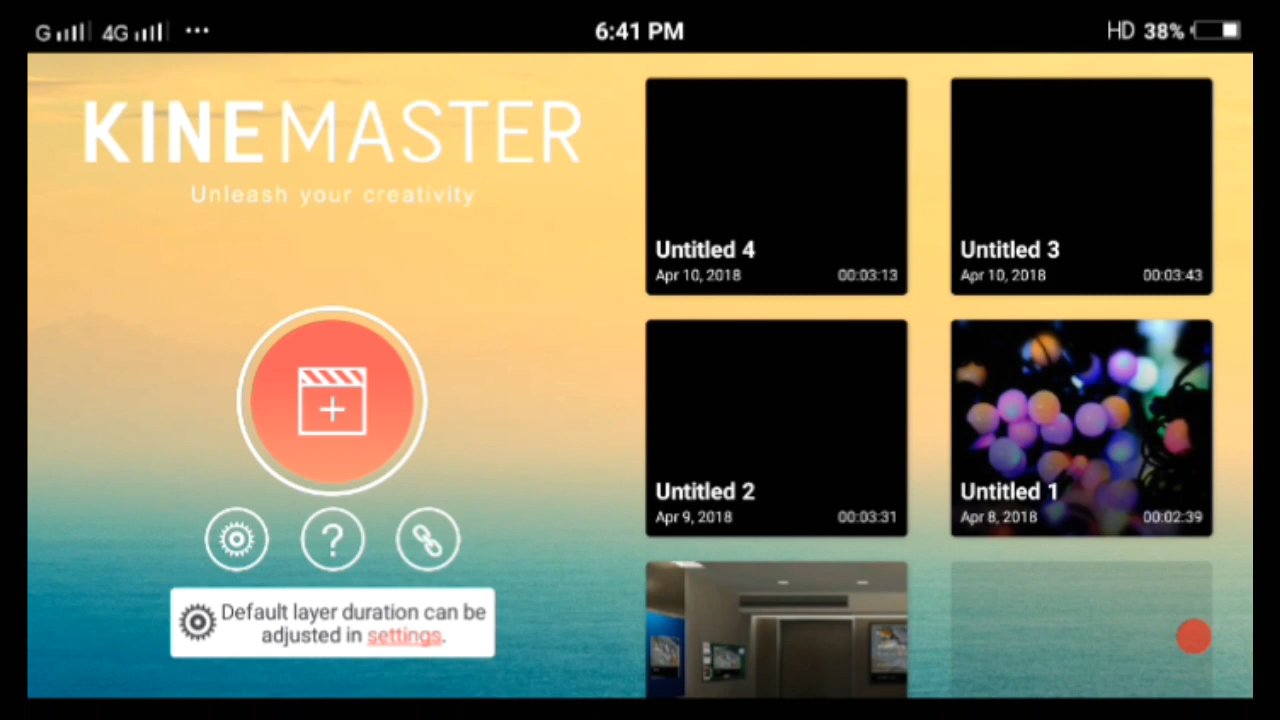 G 4G ... 6:41 PM HD 38%
KINEMASTER
Unleash your creativity
Untitled 4
Apr 10, 2018 00:03:13
Untitled 3
Apr 10, 2018 00:03:43
Untitled 2
Apr 9, 2018 00:03:31
Untitled 1
Apr 8, 2018 00:02:39
?
Default layer duration can be
adjusted in settings.